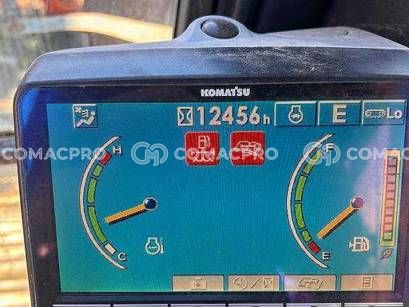 KOMATSU
12456h E Lo
COMACPRO COMACPRO COMACPRO
H F
C E